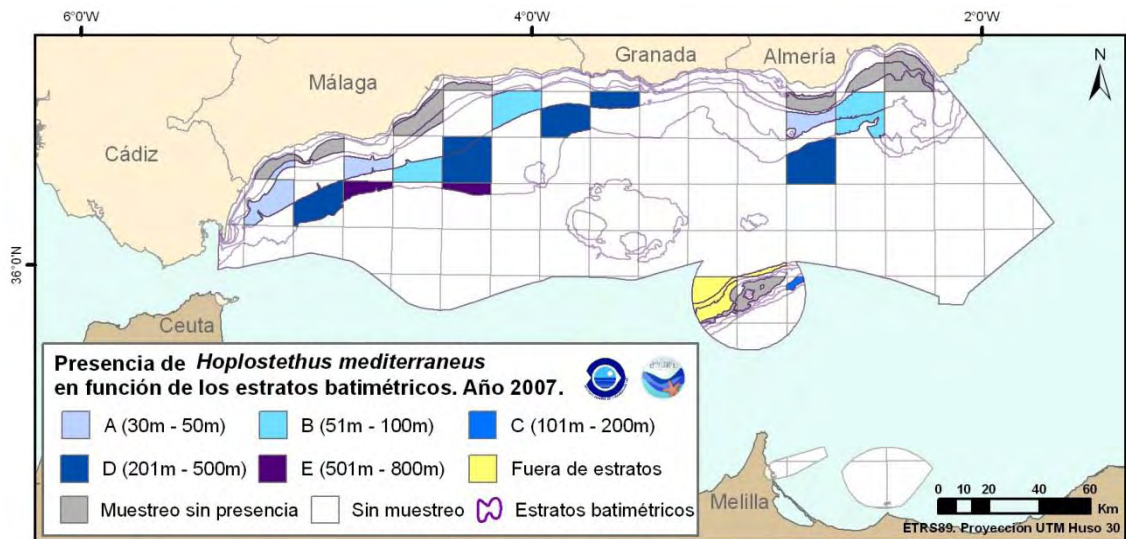 6°0'W
4°0'W
2°0'W
Granada
Almería
N
Málaga
Cádiz
36°0'N
Ceuta
Presencia de Hoplostethus mediterraneus
en función de los estratos batimétricos. Año 2007.
A (30m - 50m)
B (51m - 100m)
C (101m - 200m)
D (201m - 500m)
E (501m - 800m)
Fuera de estratos
Muestreo sin presencia
Sin muestreo
Estratos batimétricos
Melilla
0 10 20 40 60
Km
ETRS89. Proyección UTM Huso 30